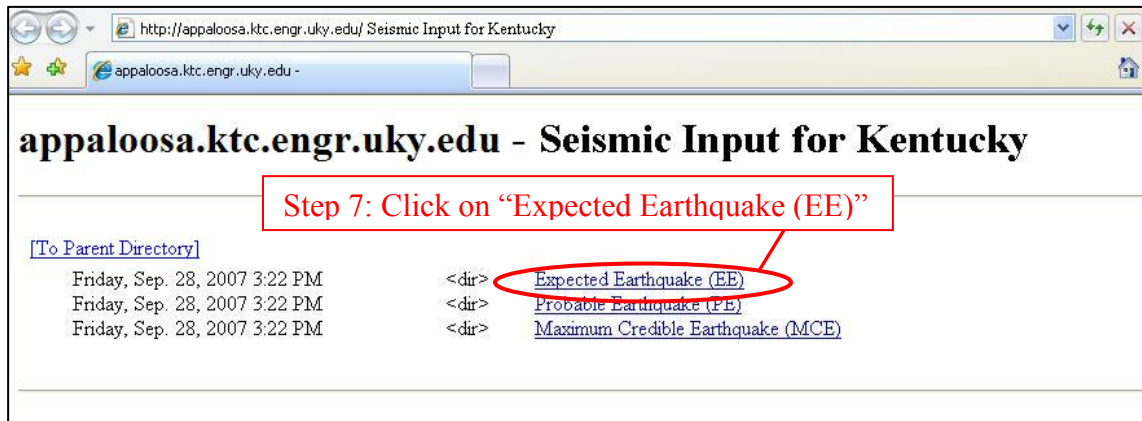 http://appaloosa.ktc.engr.uky.edu/ Seismic Input for Kentucky
appaloosa.ktc.engr.uky.edu -
appaloosa.ktc.engr.uky.edu - Seismic Input for Kentucky
Step 7: Click on “Expected Earthquake (EE)”
[To Parent Directory]
Friday, Sep. 28, 2007 3:22 PM <dir> Expected Earthquake (EE)
Friday, Sep. 28, 2007 3:22 PM <dir> Probable Earthquake (PE)
Friday, Sep. 28, 2007 3:22 PM <dir> Maximum Credible Earthquake (MCE)